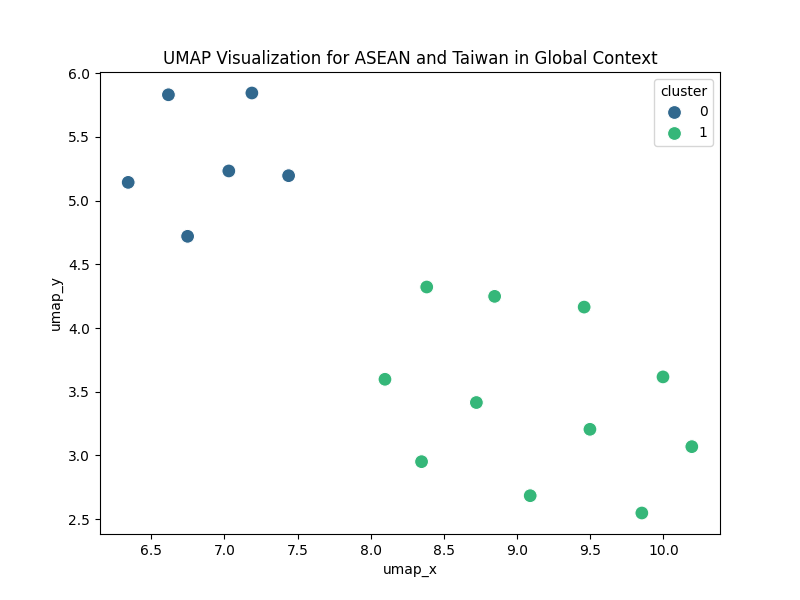 UMAP Visualization for ASEAN and Taiwan in Global Context
cluster
0
1
6.0
5.5
5.0
4.5
4.0
3.5
3.0
2.5
umap_y
6.5 7.0 7.5 8.0 8.5 9.0 9.5 10.0
umap_x